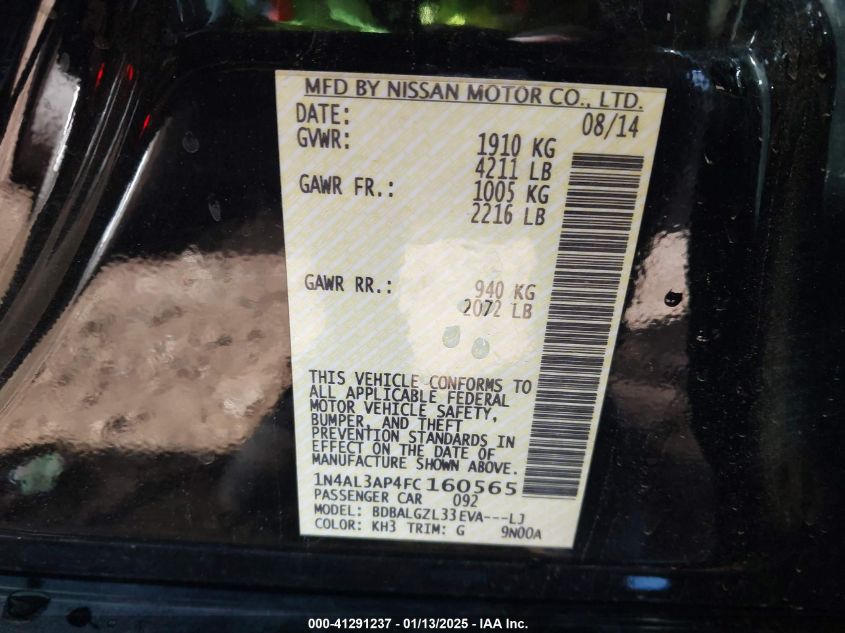 MFD BY NISSAN MOTOR CO., LTD.
DATE: 08/14
GVWR: 1910 KG
4211 LB
GAWR FR.: 1005 KG
2216 LB
GAWR RR.: 940 KG
2072 LB
THIS VEHICLE CONFORMS TO
ALL APPLICABLE FEDERAL
MOTOR VEHICLE SAFETY,
BUMPER, AND THEFT
PREVENTION STANDARDS IN
EFFECT ON THE DATE OF
MANUFACTURE SHOWN ABOVE.
1N4AL3AP4FC160565
PASSENGER CAR 092
MODEL: BDBALGZL33EVA---LJ
COLOR: KH3 TRIM: G 9N00A
000-41291237 — 01/13/2025 — IAA Inc.